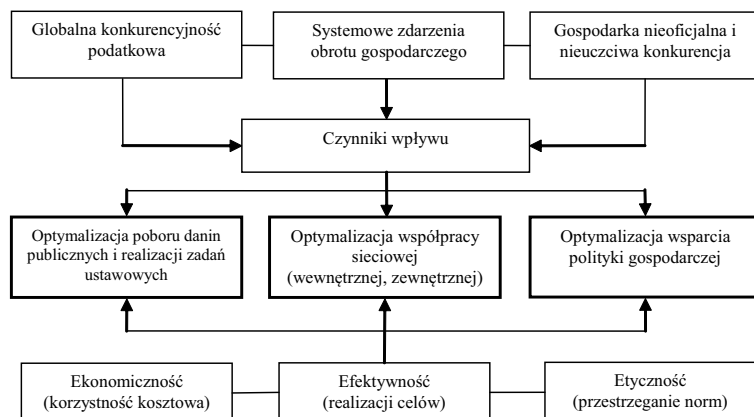 Globalna konkurencyjność
podatkowa
Systemowe zdarzenia
obrotu gospodarczego
Gospodarka nieoficjalna i
nieuczciwa konkurencja
Czynniki wpływu
Optymalizacja poboru danin
publicznych i realizacji zadań
ustawowych
Optymalizacja współpracy
sieciowej
(wewnętrznej, zewnętrznej)
Optymalizacja wsparcia
polityki gospodarczej
Ekonomiczność
(korzystność kosztowa)
Efektywność
(realizacji celów)
Etyczność
(przestrzeganie norm)